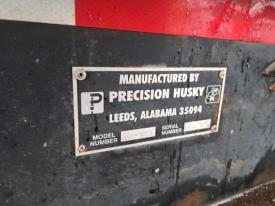 MANUFACTURED BY
PRECISION HUSKY
LEEDS, ALABAMA 35094
MODEL NUMBER
SERIAL NUMBER